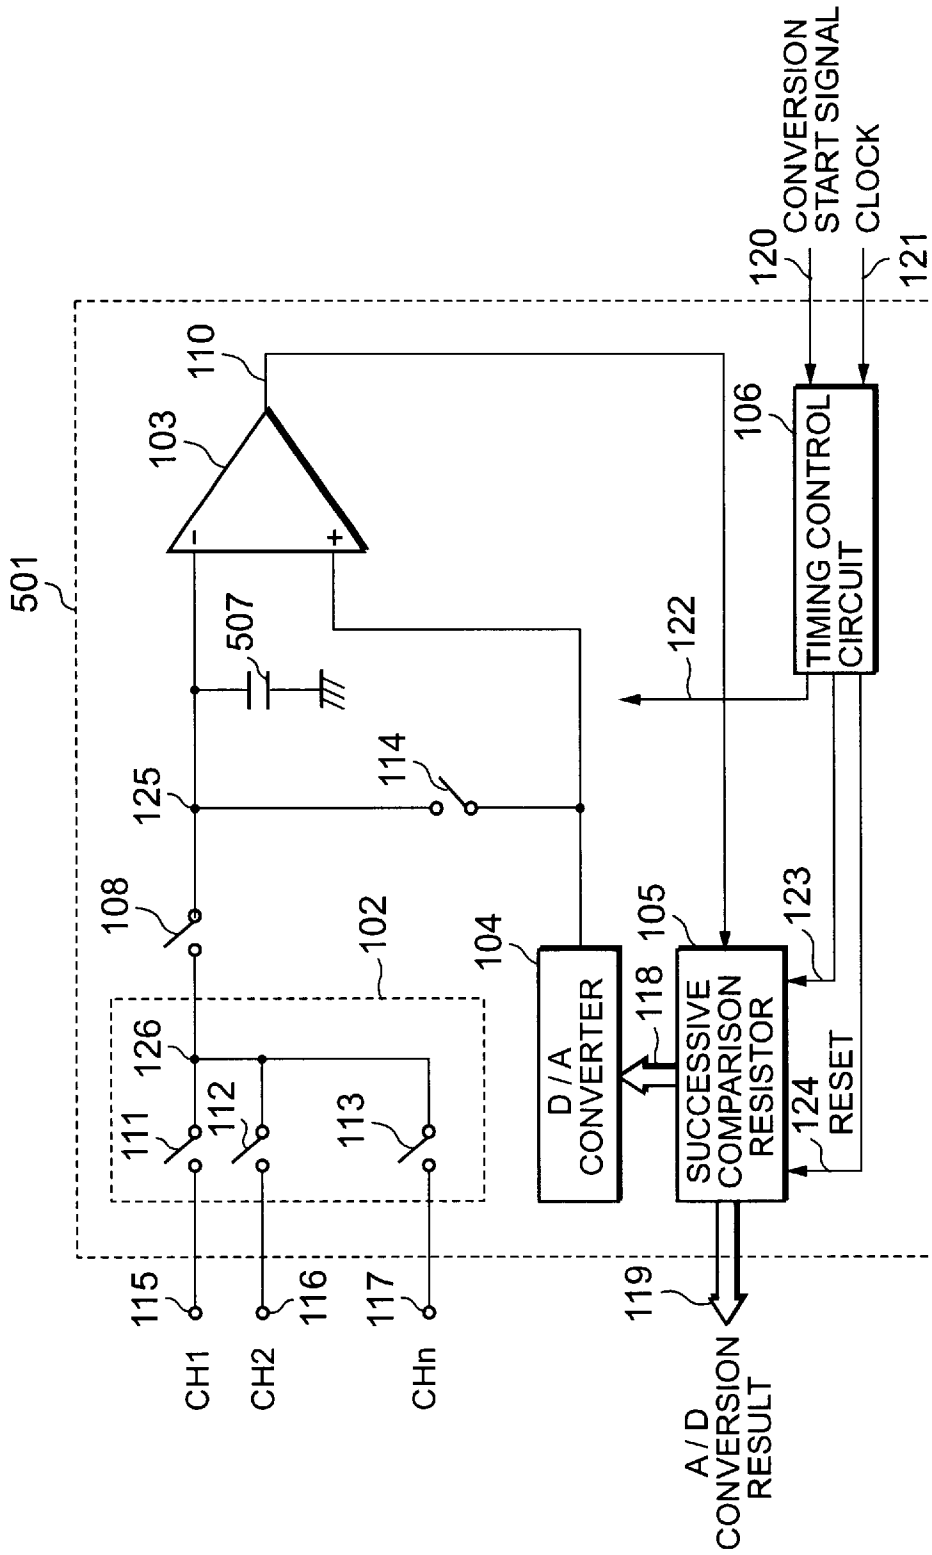 501
110
103
−
+
507
125
114
108
102
126
111
112
113
115
116
117
CH1
CH2
CHn
104
D / A
CONVERTER
118
105
SUCCESSIVE
COMPARISON
RESISTOR
119
A / D
CONVERSION
RESULT
122
123
124
RESET
106
TIMING CONTROL
CIRCUIT
120
CONVERSION
START SIGNAL
121
CLOCK